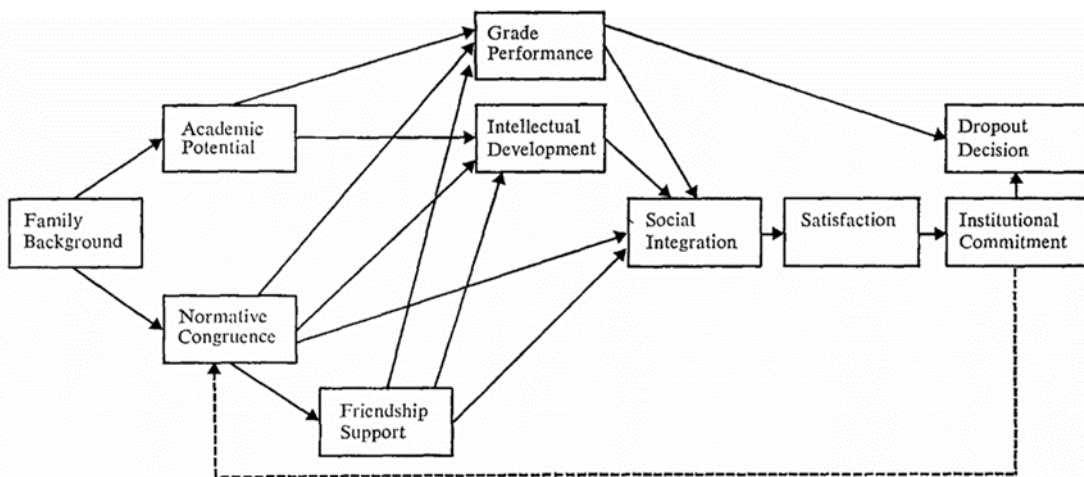 Grade
Performance
Academic
Potential
Intellectual
Development
Dropout
Decision
Family
Background
Social
Integration
Satisfaction
Institutional
Commitment
Normative
Congruence
Friendship
Support